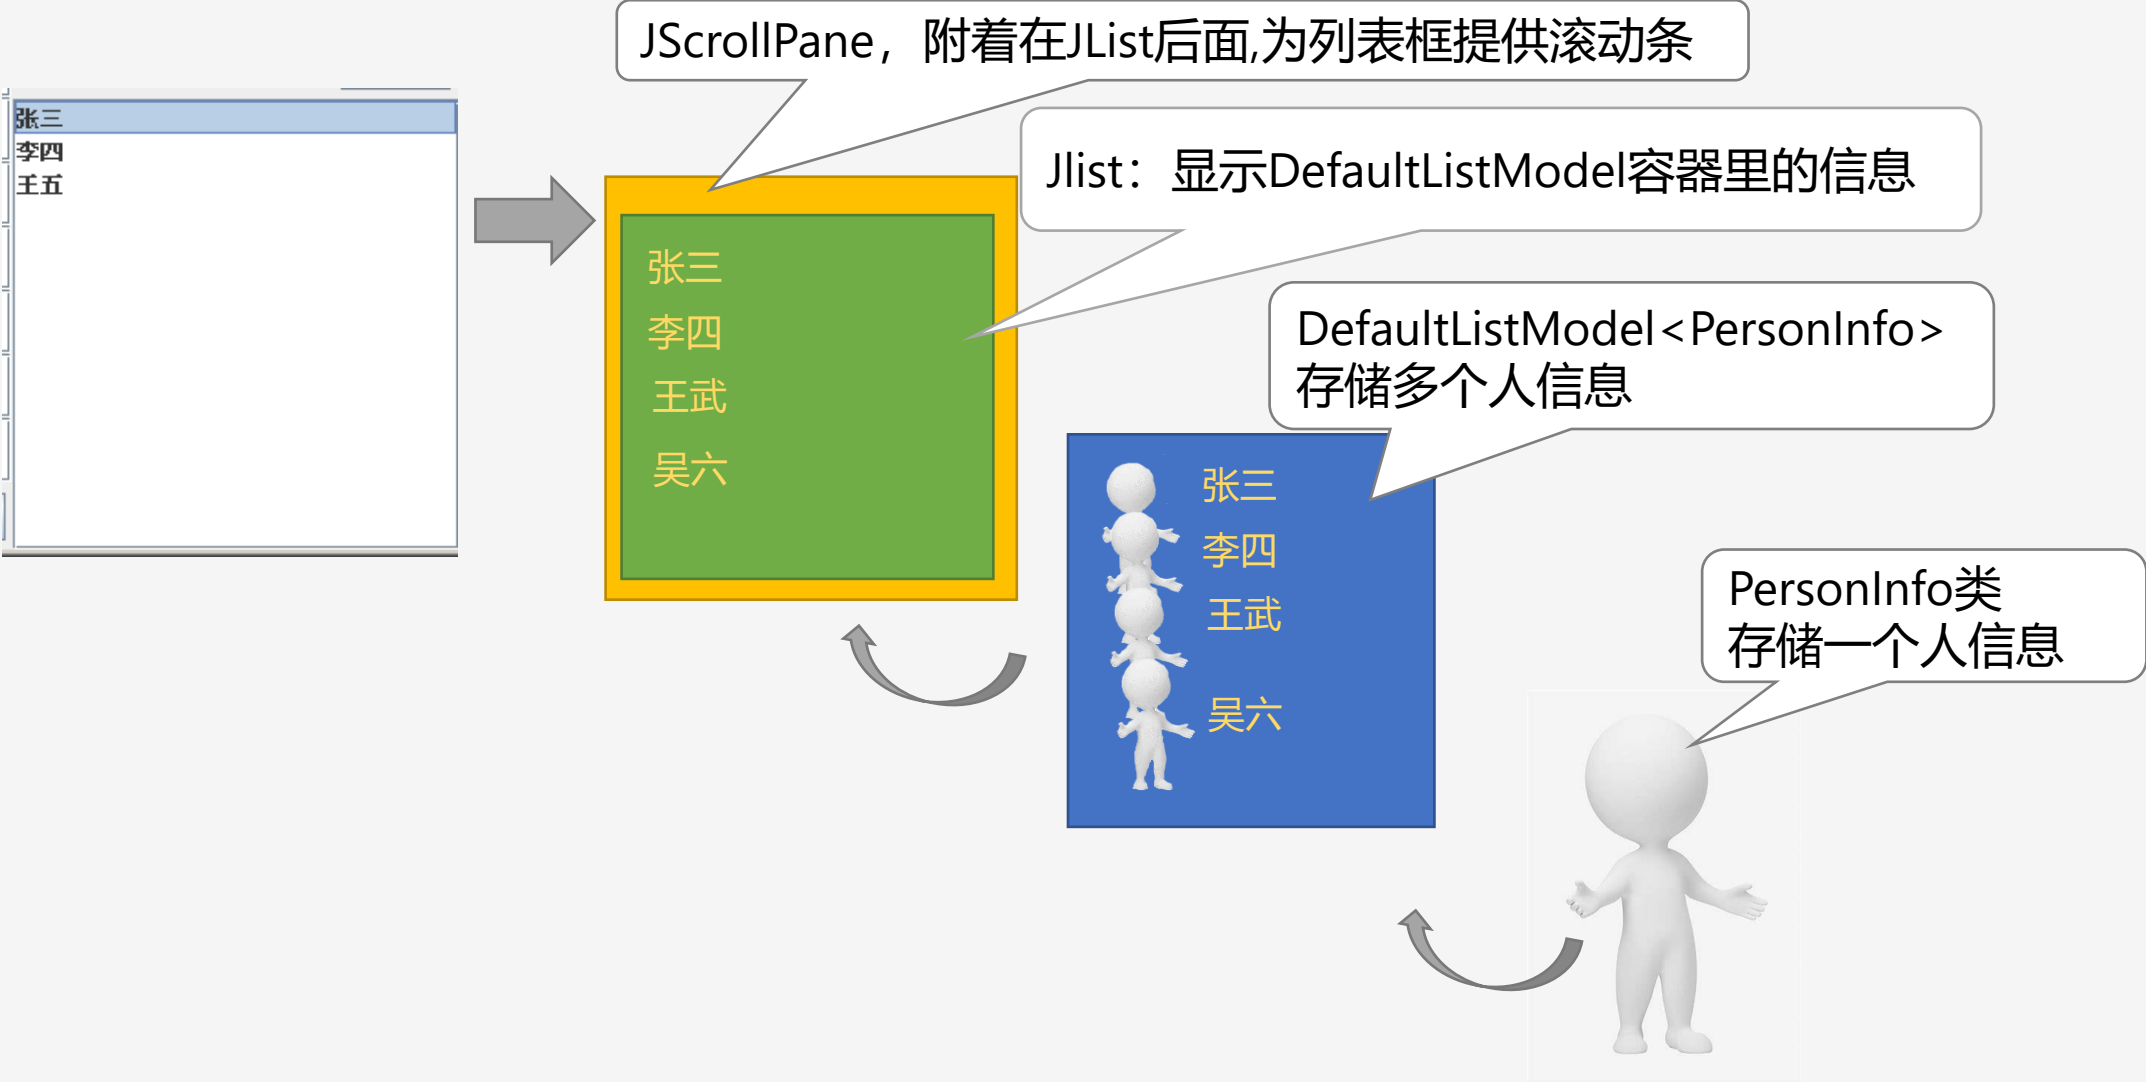 JScrollPane，附着在JList后面,为列表框提供滚动条
张三
李四
王五
Jlist：显示DefaultListModel容器里的信息
张三
李四
王武
吴六
DefaultListModel<PersonInfo>
存储多个人信息
张三
李四
王武
吴六
PersonInfo类
存储一个人信息